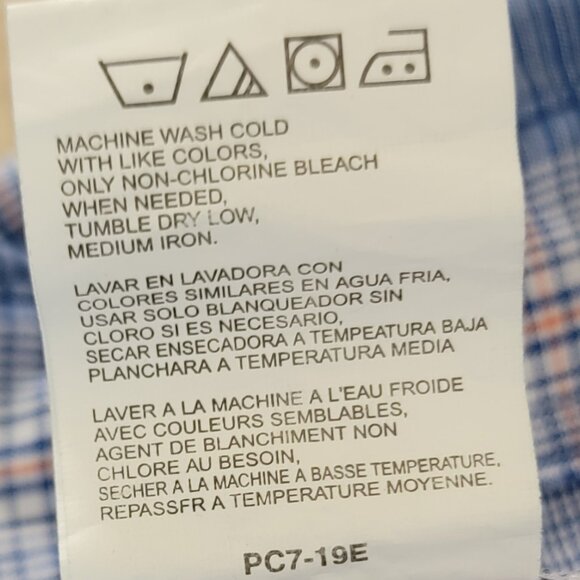 MACHINE WASH COLD
WITH LIKE COLORS,
ONLY NON-CHLORINE BLEACH
WHEN NEEDED,
TUMBLE DRY LOW,
MEDIUM IRON.
LAVAR EN LAVADORA CON
COLORES SIMILARES EN AGUA FRIA,
USAR SOLO BLANQUEADOR SIN
CLORO SI ES NECESARIO,
SECAR ENSECADORA A TEMPEATURA BAJA
PLANCHARA A TEMPERATURA MEDIA
LAVER A LA MACHINE A L'EAU FROIDE
AVEC COULEURS SEMBLABLES,
AGENT DE BLANCHIMENT NON
CHLORE AU BESOIN,
SECHER A LA MACHINE A BASSE TEMPERATURE,
REPASSFR A TEMPERATURE MOYENNE.
PC7-19E